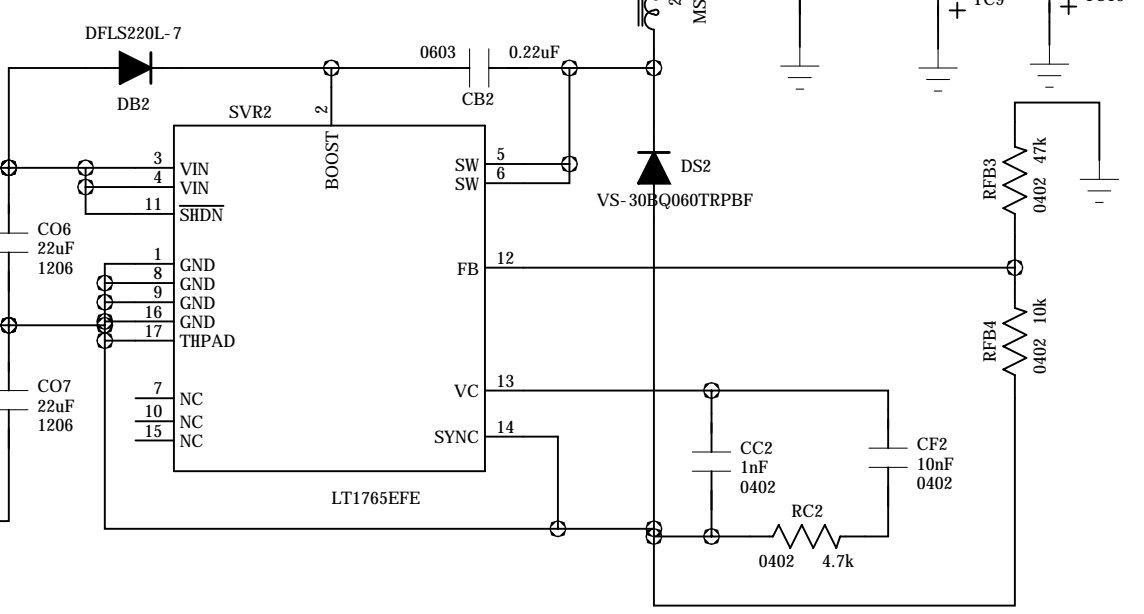 DFLS220L-7
DB2
0603
0.22uF
CB2
2
MS
+
+
SVR2
2
BOOST
3
VIN
4
VIN
11
SHDN
1
GND
8
GND
9
GND
16
GND
17
THPAD
7
NC
10
NC
15
NC
SW
5
SW
6
FB
12
VC
13
SYNC
14
LT1765EFE
CO6
22uF
1206
CO7
22uF
1206
DS2
VS-30BQ060TRPBF
RFB3
0402
47k
RFB4
0402
10k
CC2
1nF
0402
CF2
10nF
0402
RC2
0402
4.7k